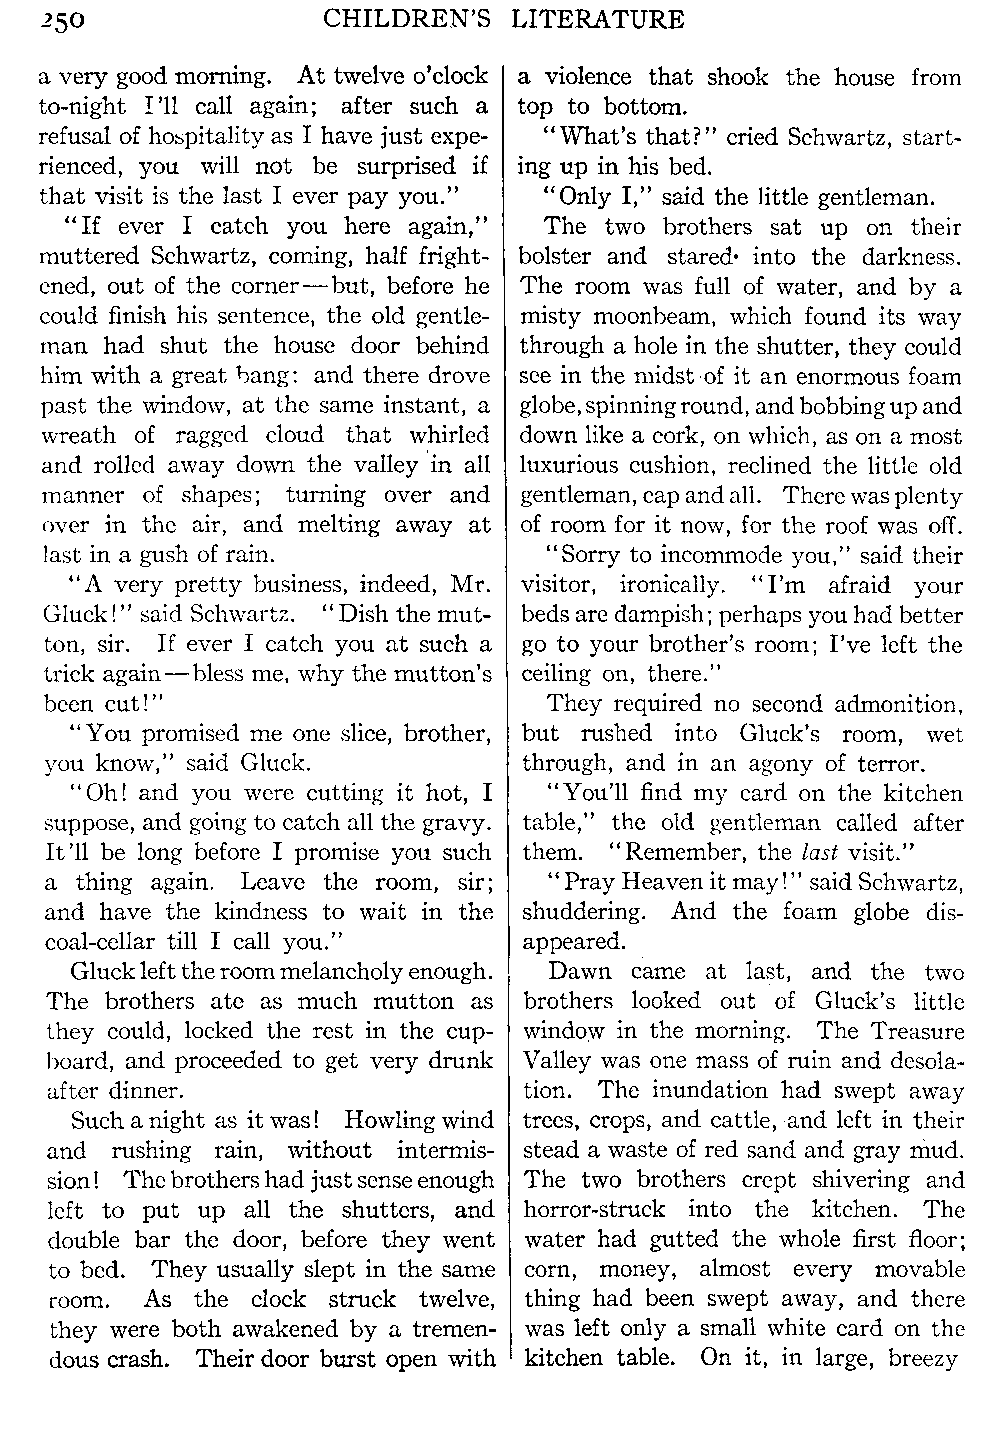 250 CHILDREN'S LITERATURE
a very good morning. At twelve o'clock
to-night I'll call again; after such a
refusal of hospitality as I have just expe-
rienced, you will not be surprised if
that visit is the last I ever pay you."
"If ever I catch you here again,"
muttered Schwartz, coming, half fright-
ened, out of the corner—but, before he
could finish his sentence, the old gentle-
man had shut the house door behind
him with a great bang: and there drove
past the window, at the same instant, a
wreath of ragged cloud that whirled
and rolled away down the valley in all
manner of shapes; turning over and
over in the air, and melting away at
last in a gush of rain.
"A very pretty business, indeed, Mr.
Gluck!" said Schwartz. "Dish the mut-
ton, sir. If ever I catch you at such a
trick again—bless me, why the mutton's
been cut!"
"You promised me one slice, brother,
you know," said Gluck.
"Oh! and you were cutting it hot, I
suppose, and going to catch all the gravy.
It'll be long before I promise you such
a thing again. Leave the room, sir;
and have the kindness to wait in the
coal-cellar till I call you."
Gluck left the room melancholy enough.
The brothers ate as much mutton as
they could, locked the rest in the cup-
board, and proceeded to get very drunk
after dinner.
Such a night as it was! Howling wind
and rushing rain, without intermis-
sion! The brothers had just sense enough
left to put up all the shutters, and
double bar the door, before they went
to bed. They usually slept in the same
room. As the clock struck twelve,
they were both awakened by a tremen-
dous crash. Their door burst open with
a violence that shook the house from
top to bottom.
"What's that?" cried Schwartz, start-
ing up in his bed.
"Only I," said the little gentleman.
The two brothers sat up on their
bolster and stared into the darkness.
The room was full of water, and by a
misty moonbeam, which found its way
through a hole in the shutter, they could
see in the midst of it an enormous foam
globe, spinning round, and bobbing up and
down like a cork, on which, as on a most
luxurious cushion, reclined the little old
gentleman, cap and all. There was plenty
of room for it now, for the roof was off.
"Sorry to incommode you," said their
visitor, ironically. "I'm afraid your
beds are dampish; perhaps you had better
go to your brother's room; I've left the
ceiling on, there."
They required no second admonition,
but rushed into Gluck's room, wet
through, and in an agony of terror.
"You'll find my card on the kitchen
table," the old gentleman called after
them. "Remember, the last visit."
"Pray Heaven it may!" said Schwartz,
shuddering. And the foam globe dis-
appeared.
Dawn came at last, and the two
brothers looked out of Gluck's little
window in the morning. The Treasure
Valley was one mass of ruin and desola-
tion. The inundation had swept away
trees, crops, and cattle, and left in their
stead a waste of red sand and gray mud.
The two brothers crept shivering and
horror-struck into the kitchen. The
water had gutted the whole first floor;
corn, money, almost every movable
thing had been swept away, and there
was left only a small white card on the
kitchen table. On it, in large, breezy